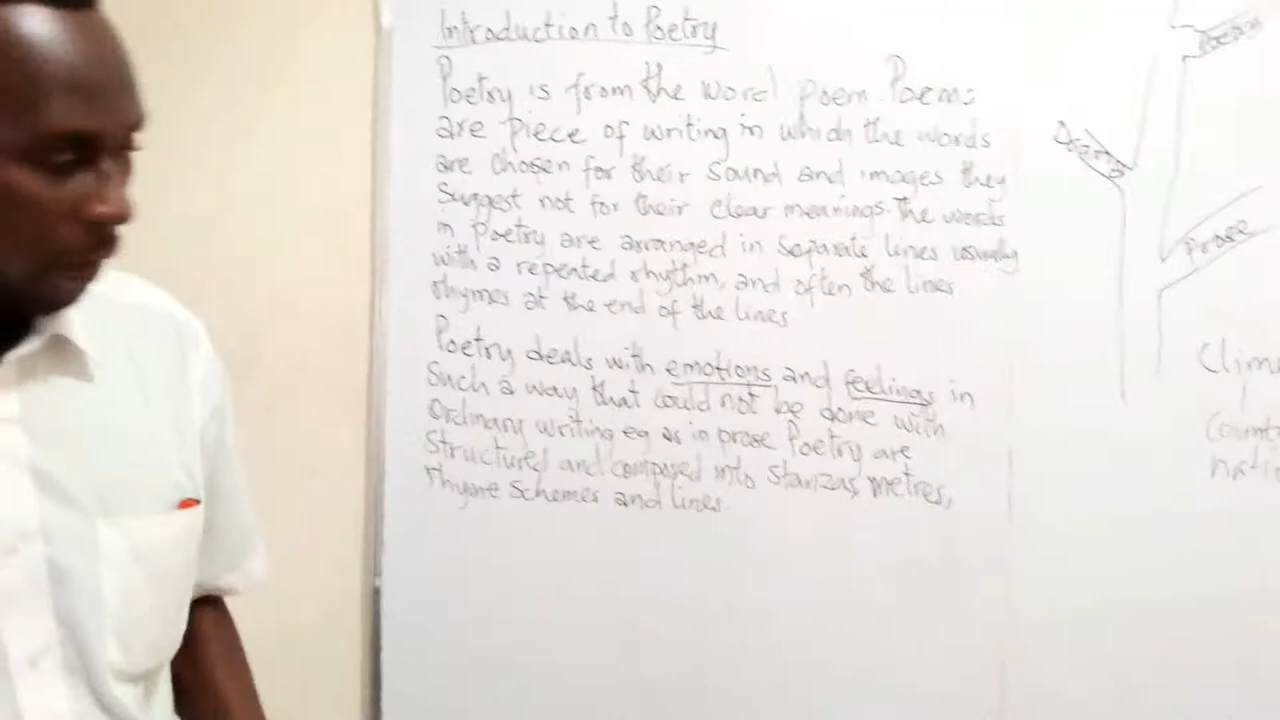 Introduction to Poetry
Poetry is from the word poem. Poems
are piece of writing in which the words
are chosen for their sound and images they
Suggest not for their clear meanings. The words
in Poetry are arranged in separate lines usually
with a repented rhythm, and often the lines
rhymes at the end of the lines
Poetry deals with emotions and feelings in
Such a way that could not be done with
Ordinary writing eg as in prose Poetry are
Structured and composed into stanzas, metres,
rhyme schemes and lines.
Drama
Prose
Clima
Count